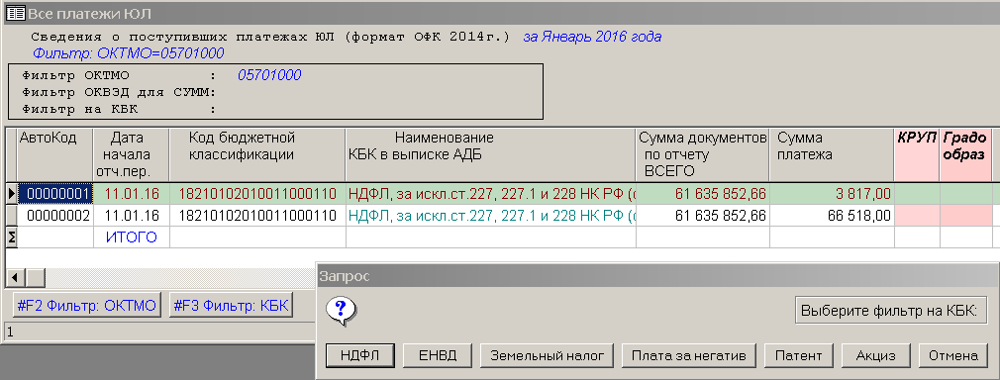 Все платежи ЮЛ
Сведения о поступивших платежах ЮЛ (формат ОФК 2014г.) за Январь 2016 года
Фильтр: ОКТМО=05701000
Фильтр ОКТМО : 05701000
Фильтр ОКВЭД для СУММ:
Фильтр на КБК :
АвтоКод Дата начала отч.пер. Код бюджетной классификации Наименование КБК в выписке АДБ Сумма документов по отчету ВСЕГО Сумма платежа КРУП Градо образ
00000001 11.01.16 18210102010011000110 НДФЛ, за искл.ст.227, 227.1 и 228 НК РФ (с 61 635 852,66 3 817,00
00000002 11.01.16 18210102010011000110 НДФЛ, за искл.ст.227, 227.1 и 228 НК РФ (с 61 635 852,66 66 518,00
Σ ИТОГО
#F2 Фильтр: ОКТМО #F3 Фильтр: КБК
1
Запрос
?
Выберите фильтр на КБК:
НДФЛ ЕНВД Земельный налог Плата за негатив Патент Акциз Отмена